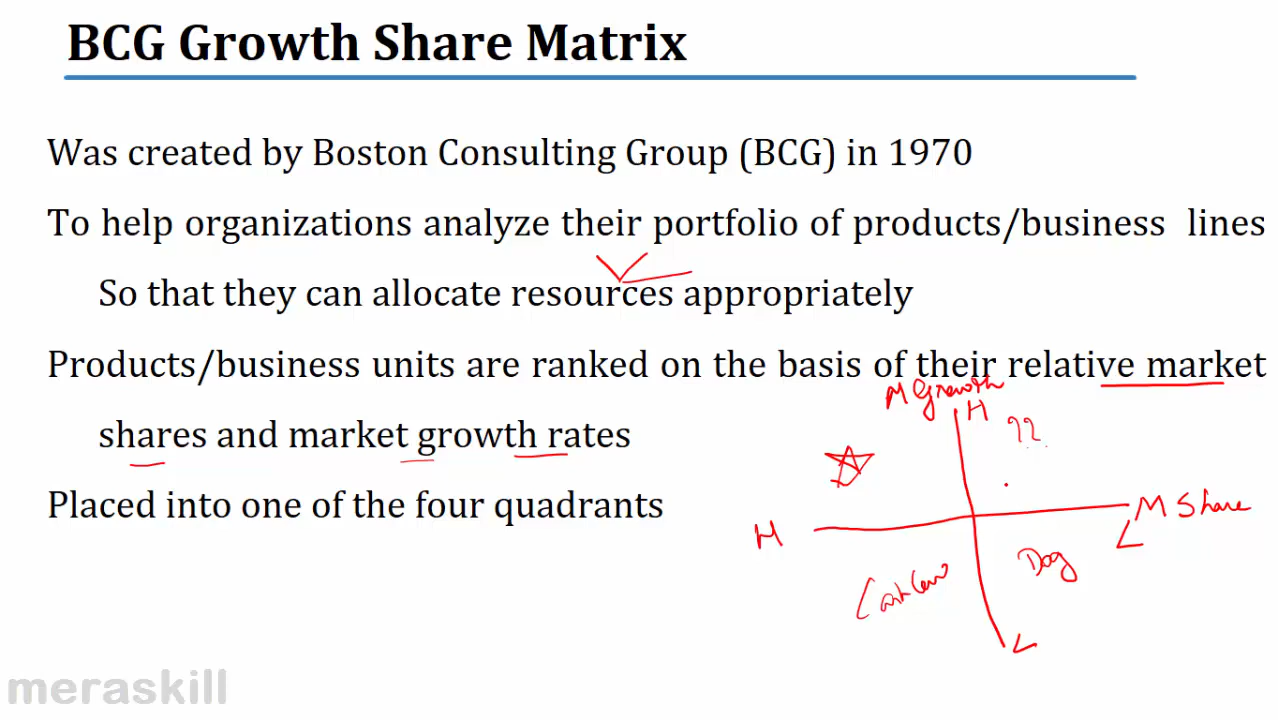 BCG Growth Share Matrix
Was created by Boston Consulting Group (BCG) in 1970
To help organizations analyze their portfolio of products/business lines
So that they can allocate resources appropriately
Products/business units are ranked on the basis of their relative market
shares and market growth rates
Placed into one of the four quadrants
M Growth
H
??
M Share
H
L
Dog
Cash Cow
L
meraskill